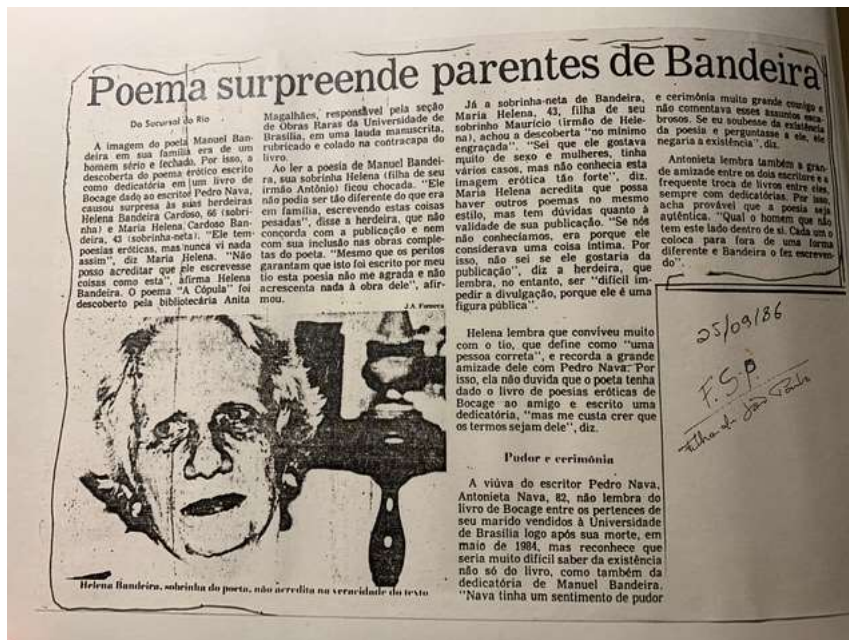 Poema surpreende parentes de Bandeira
Da Sucursal do Rio
A imagem do poeta Manuel Ban-
deira em sua família era de um
homem sério e fechado. Por isso, a
descoberta do poema erótico escrito
como dedicatória em um livro de
Bocage dado ao escritor Pedro Nava,
causou surpresa às suas herdeiras
Helena Bandeira Cardoso, 66 (sobri-
nha) e Maria Helena Cardoso Ban-
deira, 43 (sobrinha-neta). "Ele tem
poesias eróticas, mas nunca vi nada
assim", diz Maria Helena. "Não
posso acreditar que ele escrevesse
coisas como esta", afirma Helena
Bandeira. O poema "A Cópula" foi
descoberto pela bibliotecária Anita
Magalhães, responsável pela seção
de Obras Raras da Universidade de
Brasília, em uma lauda manuscrita,
rubricado e colado na contracapa do
livro.
Ao ler a poesia de Manuel Bandei-
ra, sua sobrinha Helena (filha de seu
irmão Antônio) ficou chocada. "Ele
não podia ser tão diferente do que era
em família, escrevendo estas coisas
pesadas", disse a herdeira, que não
concorda com a publicação e nem
com sua inclusão nas obras comple-
tas do poeta. "Mesmo que os peritos
garantam que isto foi escrito por meu
tio esta poesia não me agrada e não
acrescenta nada à obra dele", afir-
mou.
J.A. Fonseca
Helena Bandeira, sobrinha do poeta, não acredita na veracidade do texto
Já a sobrinha-neta de Bandeira,
Maria Helena, 43, filha de seu
sobrinho Maurício (irmão de Hele-
na), achou a descoberta "no mínimo
engraçada". "Sei que ele gostava
muito de sexo e mulheres, tinha
vários casos, mas não conhecia esta
imagem erótica tão forte", diz.
Maria Helena acredita que possa
haver outros poemas no mesmo
estilo, mas tem dúvidas quanto à
validade de sua publicação. "Se nós
não conhecíamos, era porque ele
considerava uma coisa íntima. Por
isso, não sei se ele gostaria da
publicação", diz a herdeira, que
lembra, no entanto, ser "difícil im-
pedir a divulgação, porque ele é uma
figura pública".
Helena lembra que conviveu muito
com o tio, que define como "uma
pessoa correta", e recorda a grande
amizade dele com Pedro Nava. Por
isso, ela não duvida que o poeta tenha
dado o livro de poesias eróticas de
Bocage ao amigo e escrito uma
dedicatória, "mas me custa crer que
os termos sejam dele", diz.
Pudor e cerimônia
A viúva do escritor Pedro Nava,
Antonieta Nava, 82, não lembra do
livro de Bocage entre os pertences de
seu marido vendidos à Universidade
de Brasília logo após sua morte, em
maio de 1984, mas reconhece que
seria muito difícil saber da existência
não só do livro, como também da
dedicatória de Manuel Bandeira.
"Nava tinha um sentimento de pudor
e cerimônia muito grande comigo e
não comentava esses assuntos esca-
brosos. Se eu soubesse da existência
da poesia e perguntasse a ele, ele
negaria a existência", diz.
Antonieta lembra também a gran-
de amizade entre os dois escritores e a
frequente troca de livros entre eles,
sempre com dedicatórias. Por isso,
acha provável que a poesia seja
autêntica. "Qual o homem que não
tem este lado dentro de si. Cada um o
coloca para fora de uma forma
diferente e Bandeira o fez escreven-
do".
25/09/86
F.S.P
Folha de São Paulo